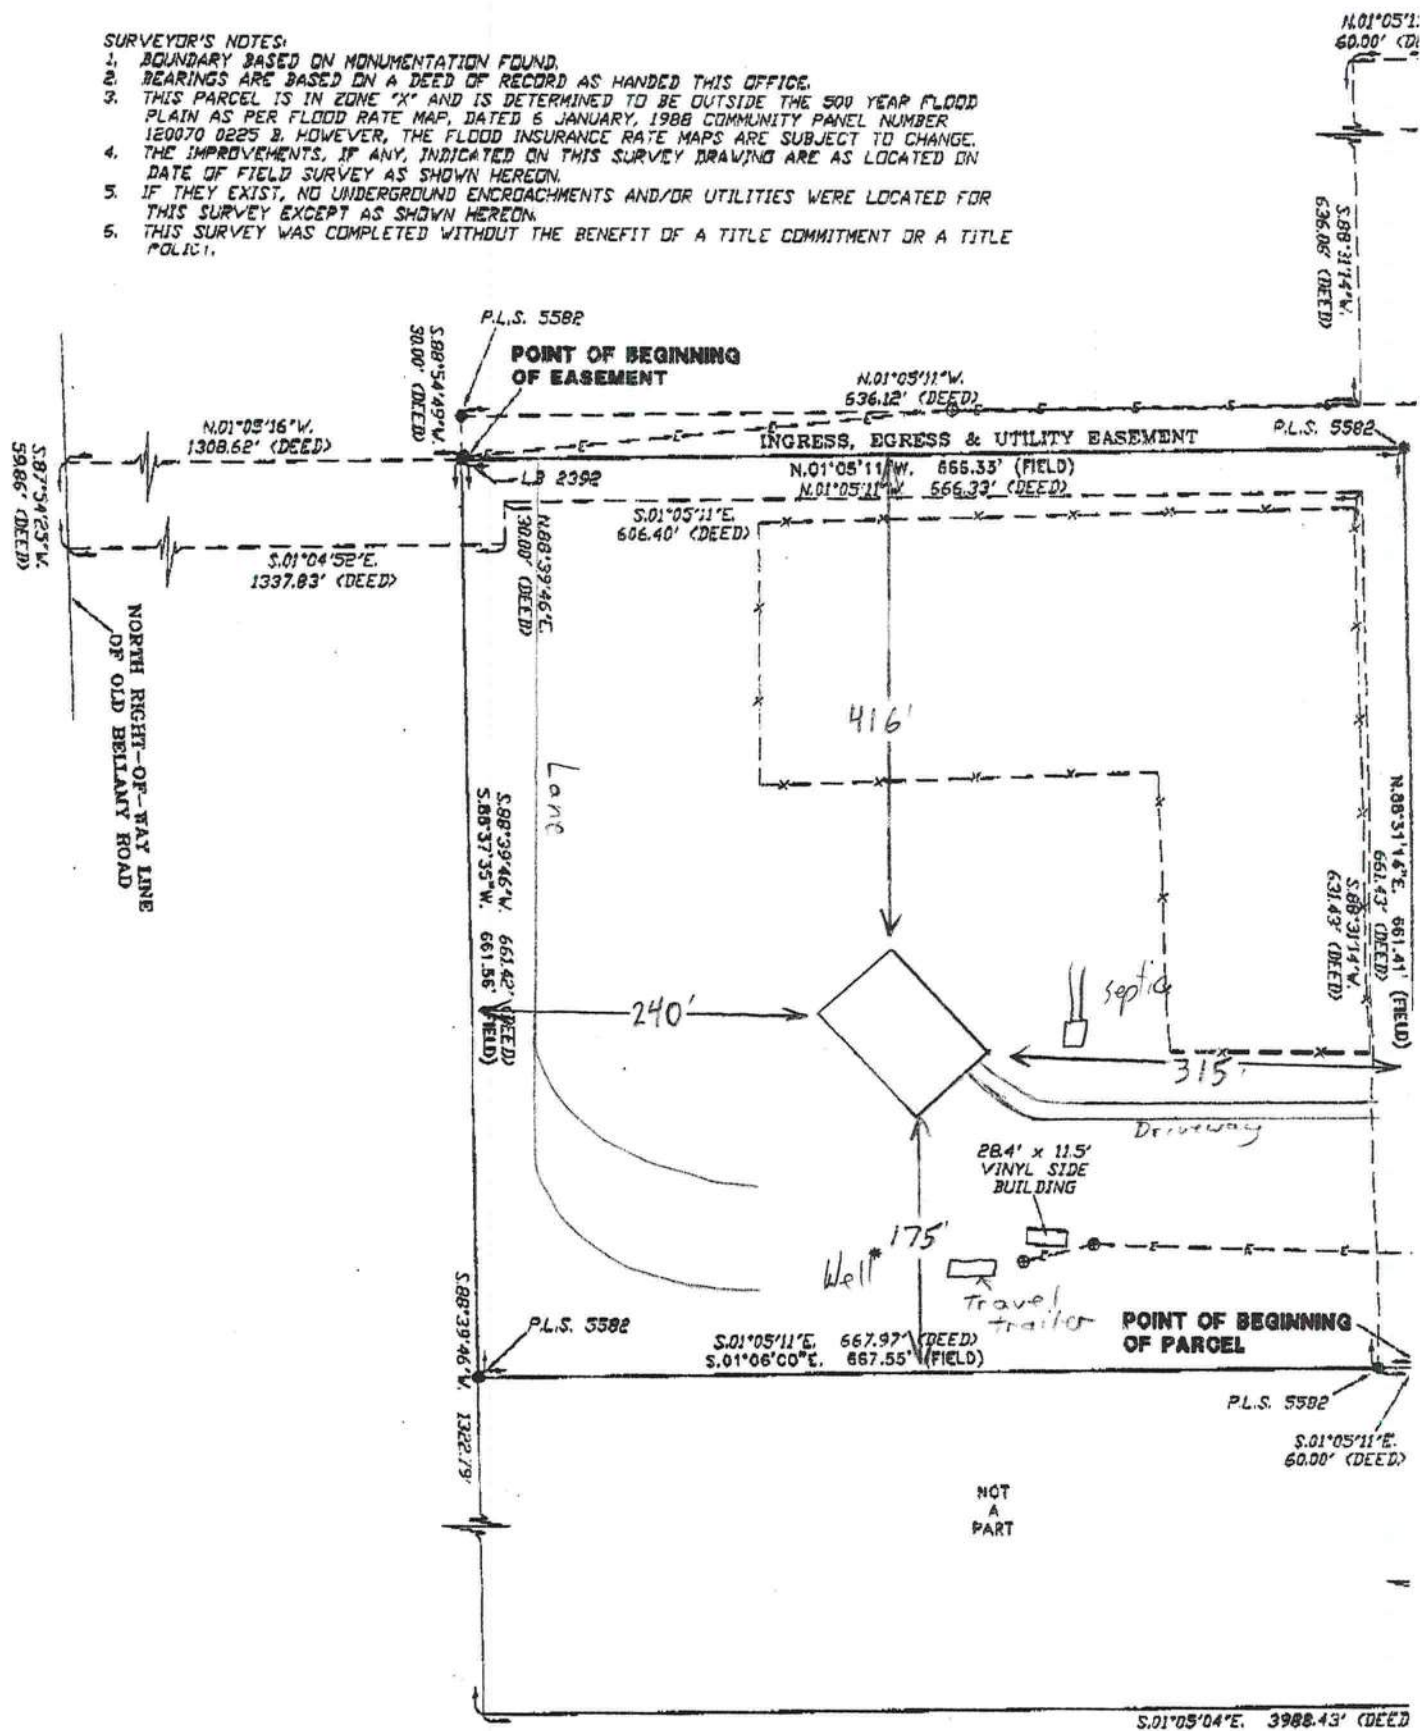 SURVEYOR'S NOTES:
1. BOUNDARY BASED ON MONUMENTATION FOUND.
2. BEARINGS ARE BASED ON A DEED OF RECORD AS HANDED THIS OFFICE.
3. THIS PARCEL IS IN ZONE "X" AND IS DETERMINED TO BE OUTSIDE THE 500 YEAR FLOOD
PLAIN AS PER FLOOD RATE MAP, DATED 6 JANUARY, 1988 COMMUNITY PANEL NUMBER
120070 0225 B. HOWEVER, THE FLOOD INSURANCE RATE MAPS ARE SUBJECT TO CHANGE.
4. THE IMPROVEMENTS, IF ANY, INDICATED ON THIS SURVEY DRAWING ARE AS LOCATED ON
DATE OF FIELD SURVEY AS SHOWN HEREON.
5. IF THEY EXIST, NO UNDERGROUND ENCROACHMENTS AND/OR UTILITIES WERE LOCATED FOR
THIS SURVEY EXCEPT AS SHOWN HEREON.
6. THIS SURVEY WAS COMPLETED WITHOUT THE BENEFIT OF A TITLE COMMITMENT OR A TITLE
POLICY.
N.01°05'1
60.00' (DE
S.88°31'14"W.
636.06' (DEED)
P.L.S. 5582
POINT OF BEGINNING
OF EASEMENT
S.88°54'49"W.
30.00' (DEED)
N.01°05'11"W.
636.12' (DEED)
INGRESS, EGRESS & UTILITY EASEMENT
P.L.S. 5582
N.01°05'16"W.
1308.62' (DEED)
LB 2392
N.01°05'11"W. 666.33' (FIELD)
N.01°05'11"W. 666.33' (DEED)
S.87°54'25"W.
59.86' (DEED)
S.01°05'11"E.
606.40' (DEED)
N.88°39'46"E.
30.00' (DEED)
S.01°04'52"E.
1337.83' (DEED)
NORTH RIGHT-OF-WAY LINE
OF OLD BELLAMY ROAD
416'
Lane
S.88°39'46"W. 661.42' (DEED)
S.88°37'35"W. 661.56' (FIELD)
N.88°31'14"E. 661.41' (FIELD)
661.43' (DEED)
S.88°31'14"W.
631.43' (DEED)
septic
240'
315'
Driveway
28.4' x 11.5'
VINYL SIDE
BUILDING
175'
Well
Travel
trailer
POINT OF BEGINNING
OF PARCEL
P.L.S. 5582
S.01°05'11"E. 667.97' (DEED)
S.01°06'00"E. 667.55' (FIELD)
P.L.S. 5582
S.01°05'11"E.
60.00' (DEED)
S.88°39'46"W. 1322.79'
NOT
A
PART
S.01°05'04"E. 3988.43' (DEED